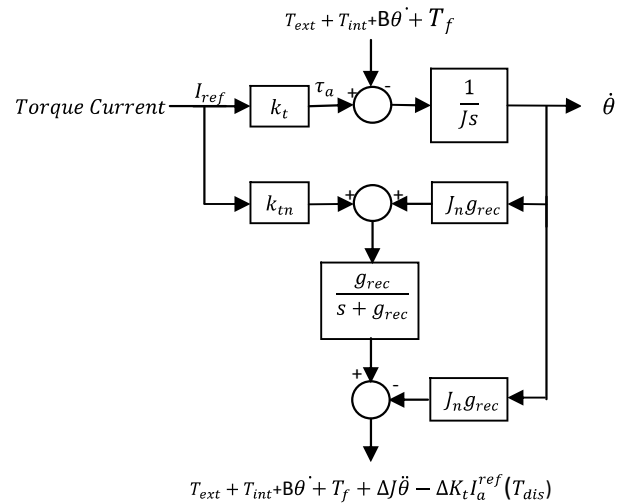 T_ext + T_int+Bθ˙ + T_f
Torque Current
I_ref
k_t
τ_a
+
-
1
Js
θ̇
k_tn
+
+
J_n g_rec
g_rec
s + g_rec
+
-
J_n g_rec
T_ext + T_int+Bθ˙ + T_f + ΔJθ̈ − ΔK_t I_a^ref(T_dis)